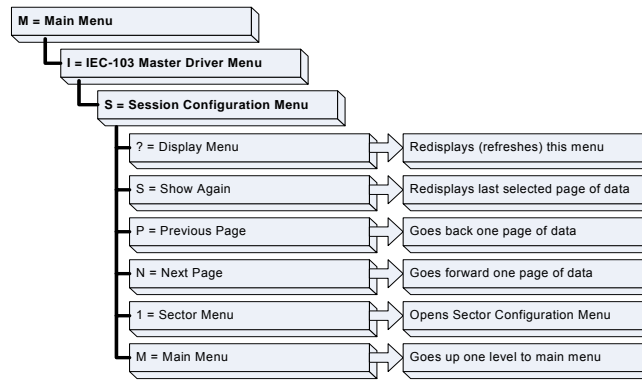 M = Main Menu
I = IEC-103 Master Driver Menu
S = Session Configuration Menu
? = Display Menu
Redisplays (refreshes) this menu
S = Show Again
Redisplays last selected page of data
P = Previous Page
Goes back one page of data
N = Next Page
Goes forward one page of data
1 = Sector Menu
Opens Sector Configuration Menu
M = Main Menu
Goes up one level to main menu